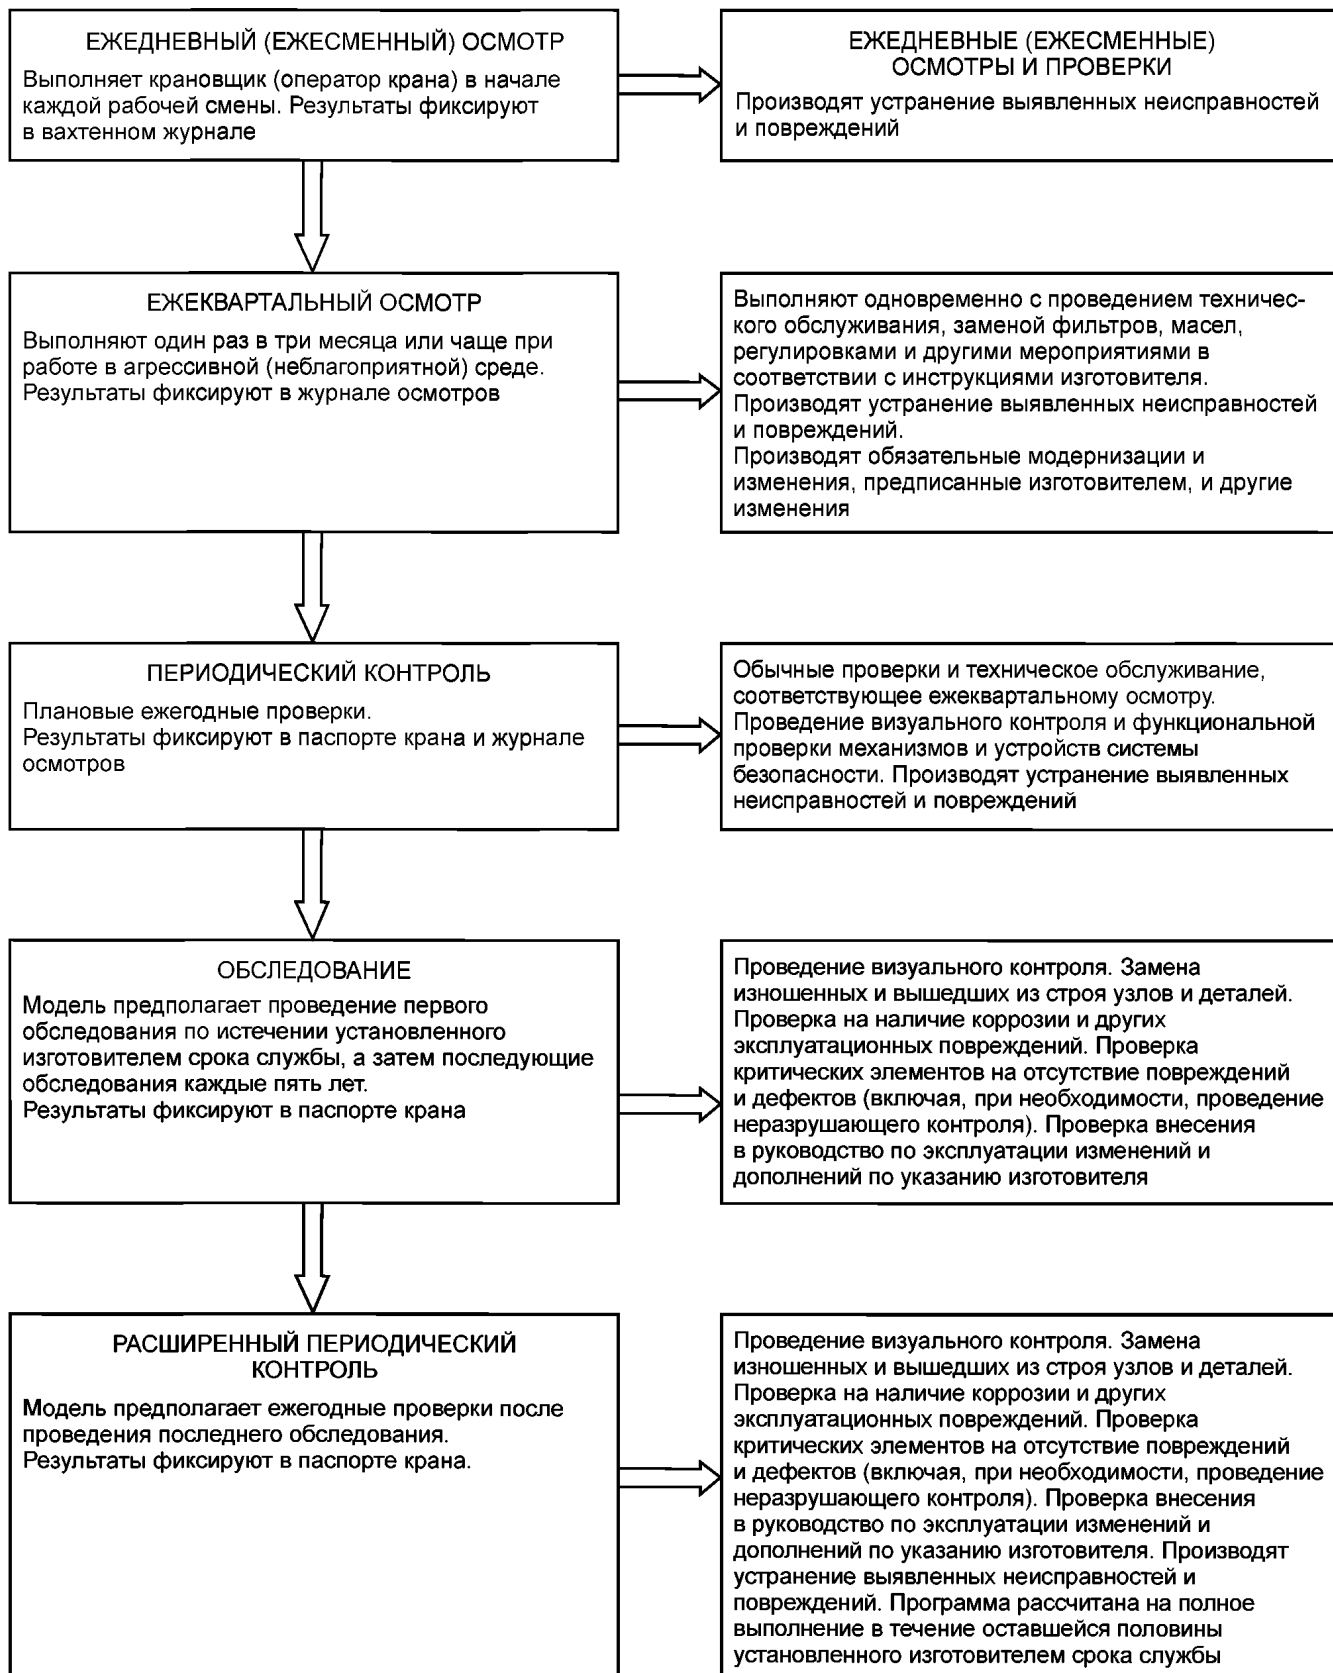 ЕЖЕДНЕВНЫЙ (ЕЖЕСМЕННЫЙ) ОСМОТР
Выполняет крановщик (оператор крана) в начале
каждой рабочей смены. Результаты фиксируют
в вахтенном журнале
ЕЖЕДНЕВНЫЕ (ЕЖЕСМЕННЫЕ)
ОСМОТРЫ И ПРОВЕРКИ
Производят устранение выявленных неисправностей
и повреждений
ЕЖЕКВАРТАЛЬНЫЙ ОСМОТР
Выполняют один раз в три месяца или чаще при
работе в агрессивной (неблагоприятной) среде.
Результаты фиксируют в журнале осмотров
Выполняют одновременно с проведением техничес-
кого обслуживания, заменой фильтров, масел,
регулировками и другими мероприятиями в
соответствии с инструкциями изготовителя.
Производят устранение выявленных неисправностей
и повреждений.
Производят обязательные модернизации и
изменения, предписанные изготовителем, и другие
изменения
ПЕРИОДИЧЕСКИЙ КОНТРОЛЬ
Плановые ежегодные проверки.
Результаты фиксируют в паспорте крана и журнале
осмотров
Обычные проверки и техническое обслуживание,
соответствующее ежеквартальному осмотру.
Проведение визуального контроля и функциональной
проверки механизмов и устройств системы
безопасности. Производят устранение выявленных
неисправностей и повреждений
ОБСЛЕДОВАНИЕ
Модель предполагает проведение первого
обследования по истечении установленного
изготовителем срока службы, а затем последующие
обследования каждые пять лет.
Результаты фиксируют в паспорте крана
Проведение визуального контроля. Замена
изношенных и вышедших из строя узлов и деталей.
Проверка на наличие коррозии и других
эксплуатационных повреждений. Проверка
критических элементов на отсутствие повреждений
и дефектов (включая, при необходимости, проведение
неразрушающего контроля). Проверка внесения
в руководство по эксплуатации изменений и
дополнений по указанию изготовителя
РАСШИРЕННЫЙ ПЕРИОДИЧЕСКИЙ
КОНТРОЛЬ
Модель предполагает ежегодные проверки после
проведения последнего обследования.
Результаты фиксируют в паспорте крана.
Проведение визуального контроля. Замена
изношенных и вышедших из строя узлов и деталей.
Проверка на наличие коррозии и других
эксплуатационных повреждений. Проверка
критических элементов на отсутствие повреждений
и дефектов (включая, при необходимости, проведение
неразрушающего контроля). Проверка внесения
в руководство по эксплуатации изменений и
дополнений по указанию изготовителя. Производят
устранение выявленных неисправностей и
повреждений. Программа рассчитана на полное
выполнение в течение оставшейся половины
установленного изготовителем срока службы